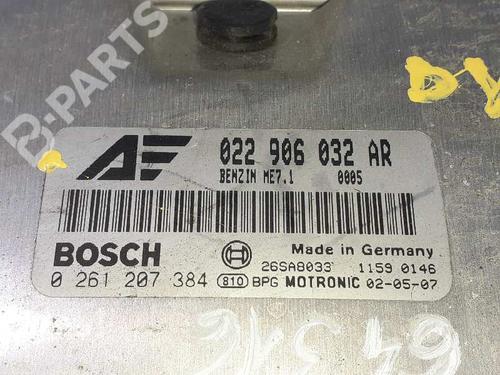 B-PARTS
AE
022 906 032 AR
BENZIN ME7.1 0005
BOSCH
Made in Germany
26SA8033 1159 0146
0 261 207 384 810 BPG MOTRONIC 02-05-07